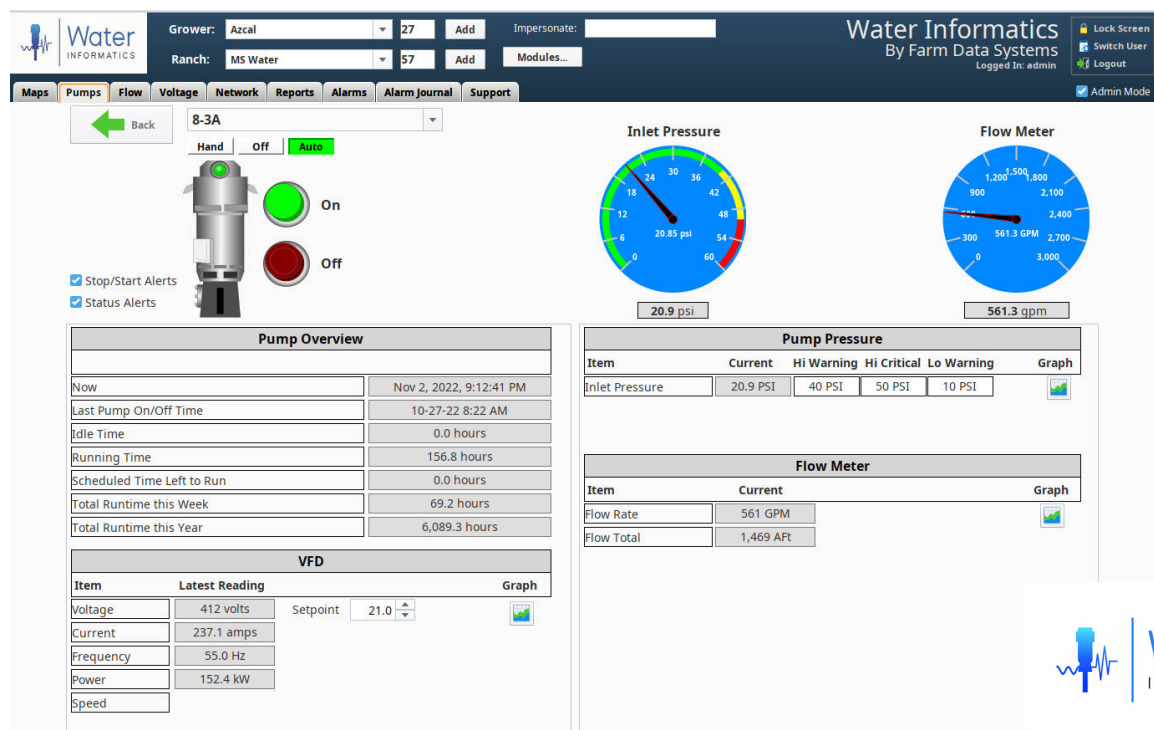 Water
INFORMATICS
Grower: Azcal 27 Add Impersonate:
Ranch: MS Water 57 Add Modules...
Water Informatics
By Farm Data Systems
Logged In: admin
Lock Screen
Switch User
Logout
Maps Pumps Flow Voltage Network Reports Alarms Alarm Journal Support Admin Mode
Back
8-3A
Hand Off Auto
On
Off
Stop/Start Alerts
Status Alerts
Inlet Pressure
0 6 12 18 24 30 36 42 48 54 60
20.85 psi
20.9 psi
Flow Meter
0 300 600 900 1,200 1,500 1,800 2,100 2,400 2,700 3,000
561.3 GPM
561.3 gpm
Pump Overview
Now Nov 2, 2022, 9:12:41 PM
Last Pump On/Off Time 10-27-22 8:22 AM
Idle Time 0.0 hours
Running Time 156.8 hours
Scheduled Time Left to Run 0.0 hours
Total Runtime this Week 69.2 hours
Total Runtime this Year 6,089.3 hours
VFD
Item Latest Reading Graph
Voltage 412 volts Setpoint 21.0
Current 237.1 amps
Frequency 55.0 Hz
Power 152.4 kW
Speed
Pump Pressure
Item Current Hi Warning Hi Critical Lo Warning Graph
Inlet Pressure 20.9 PSI 40 PSI 50 PSI 10 PSI
Flow Meter
Item Current Graph
Flow Rate 561 GPM
Flow Total 1,469 AFt